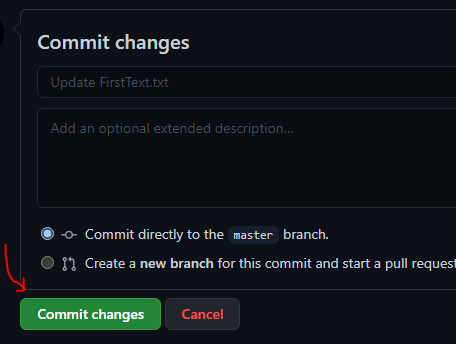 Commit changes
Update FirstText.txt
Add an optional extended description...
Commit directly to the master branch.
Create a new branch for this commit and start a pull request
Commit changes
Cancel